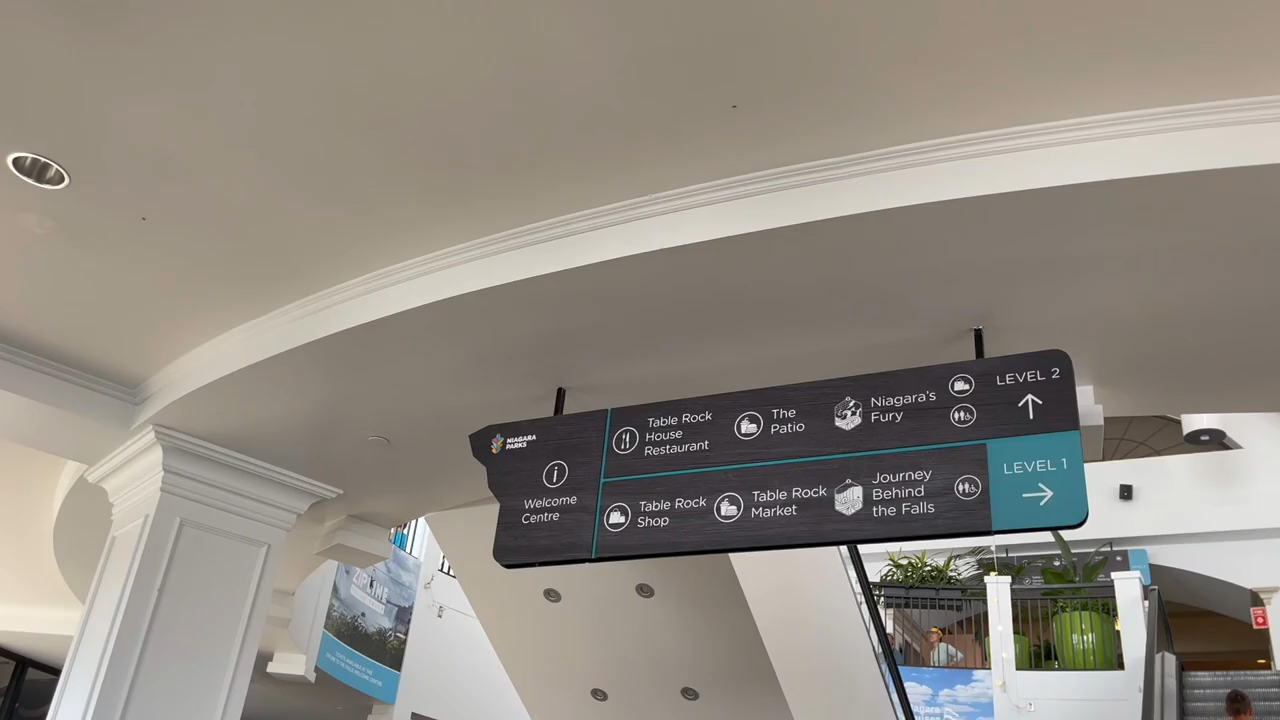 NIAGARA
PARKS
Welcome
Centre
Table Rock
House
Restaurant
The
Patio
Niagara's
Fury
LEVEL 2
Table Rock
Shop
Table Rock
Market
Journey
Behind
the Falls
LEVEL 1
ZIPLINE